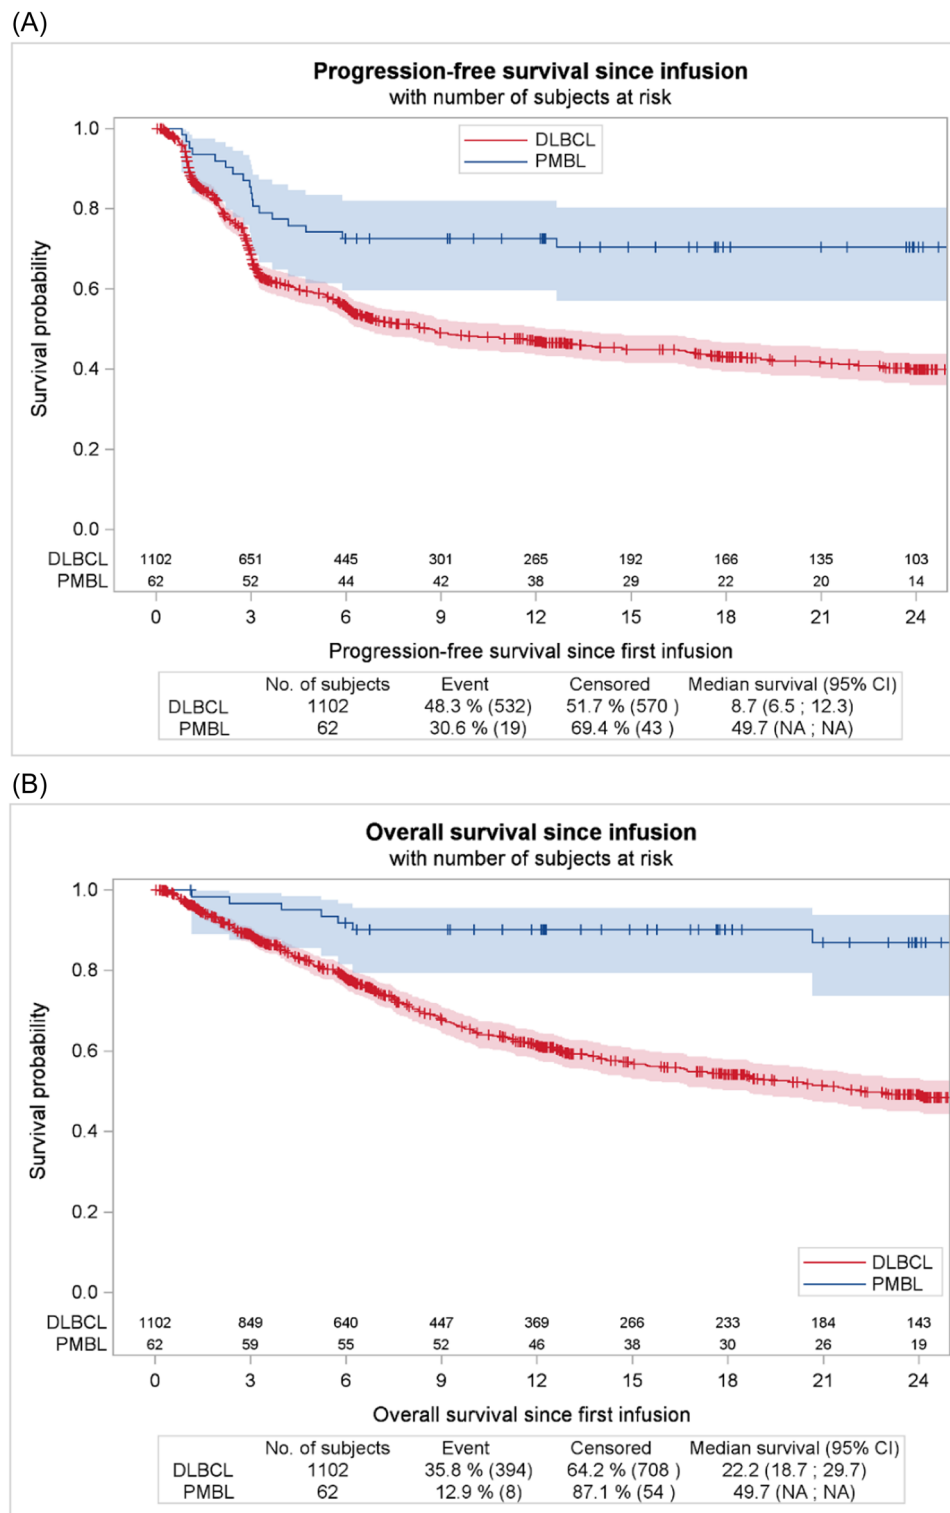 (A)
Progression-free survival since infusion
with number of subjects at risk
DLBCL
PMBL
Survival probability
1.0
0.8
0.6
0.4
0.2
0.0
DLBCL 1102 651 445 301 265 192 166 135 103
PMBL 62 52 44 42 38 29 22 20 14
0 3 6 9 12 15 18 21 24
Progression-free survival since first infusion
No. of subjects Event Censored Median survival (95% CI)
DLBCL 1102 48.3 % (532) 51.7 % (570 ) 8.7 (6.5 ; 12.3)
PMBL 62 30.6 % (19) 69.4 % (43 ) 49.7 (NA ; NA)
(B)
Overall survival since infusion
with number of subjects at risk
Survival probability
1.0
0.8
0.6
0.4
0.2
0.0
DLBCL
PMBL
DLBCL 1102 849 640 447 369 266 233 184 143
PMBL 62 59 55 52 46 38 30 26 19
0 3 6 9 12 15 18 21 24
Overall survival since first infusion
No. of subjects Event Censored Median survival (95% CI)
DLBCL 1102 35.8 % (394) 64.2 % (708 ) 22.2 (18.7 ; 29.7)
PMBL 62 12.9 % (8) 87.1 % (54 ) 49.7 (NA ; NA)